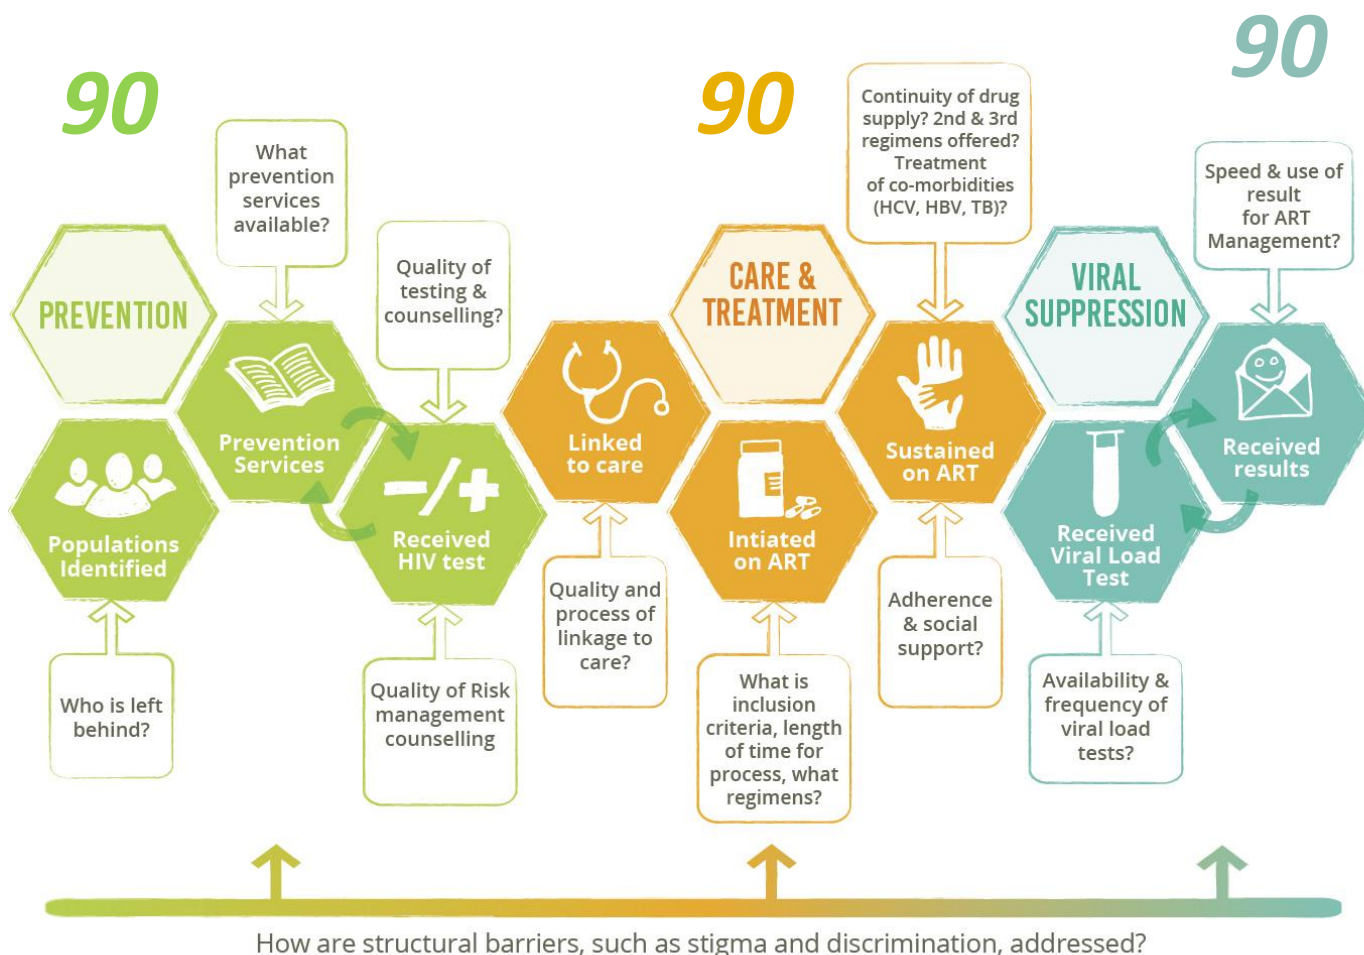 90
90
90
What
prevention
services
available?
Quality of
testing &
counselling?
Continuity of drug
supply? 2nd & 3rd
regimens offered?
Treatment
of co-morbidities
(HCV, HBV, TB)?
Speed & use of
result
for ART
Management?
PREVENTION
CARE &
TREATMENT
VIRAL
SUPPRESSION
Populations
Identified
Prevention
Services
-/+
Received
HIV test
Linked
to care
Intiated
on ART
Sustained
on ART
Received
Viral Load
Test
Received
results
Who is left
behind?
Quality of Risk
management
counselling
Quality and
process of
linkage to
care?
What is
inclusion
criteria, length
of time for
process, what
regimens?
Adherence
& social
support?
Availability &
frequency of
viral load
tests?
How are structural barriers, such as stigma and discrimination, addressed?